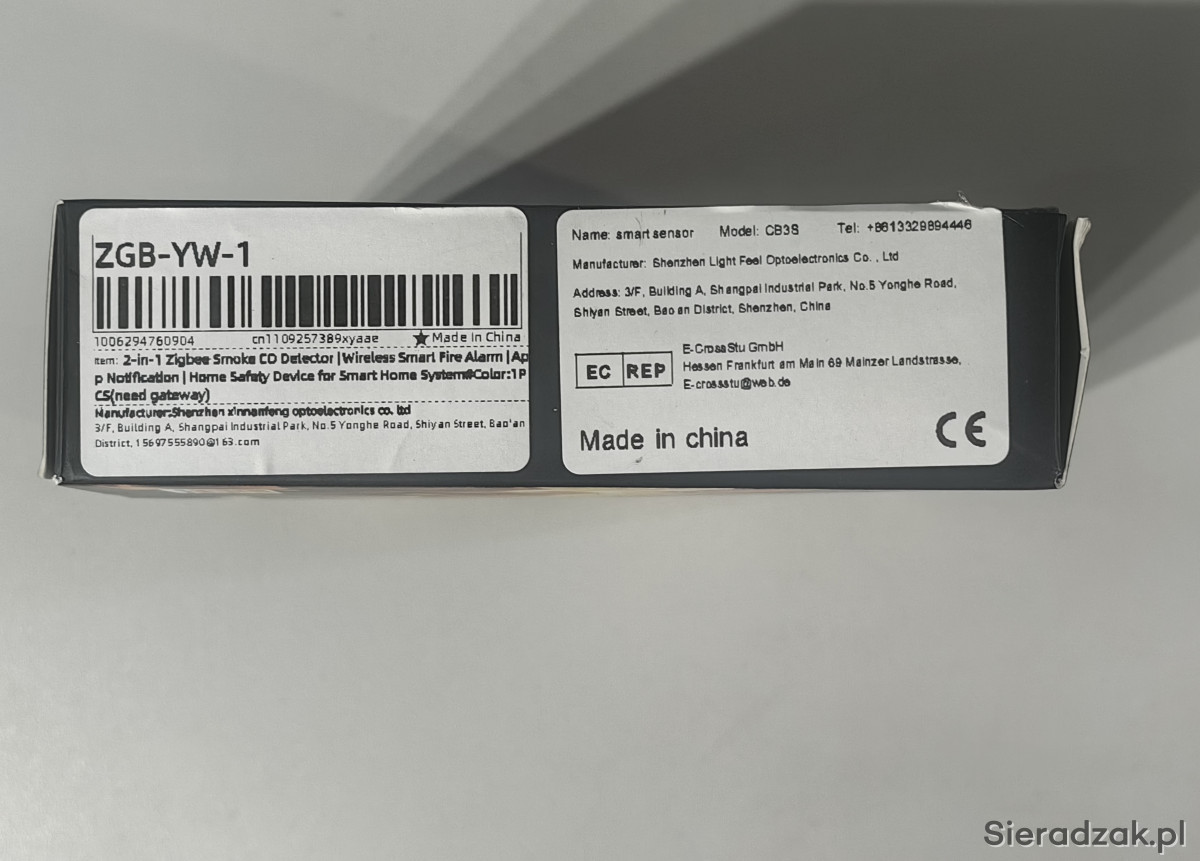 ZGB-YW-1
1006294760904 cn1109257389xyaae ★Made In China
Item: 2-in-1 Zigbee Smoke CO Detector|Wireless Smart Fire Alarm|Ap
p Notification | Home Safety Device for Smart Home System#Color:1P
CS(need gateway)
Manufacturer:Shenzhen xinnanfeng optoelectronics co. ltd
3/F, Building A, Shangpai Industrial Park, No.5 Yonghe Road, Shiyan Street, Bao'an
District, 15697555890@163.com
Name: smart sensor Model: CB3S Tel: +8613329894446
Manufacturer: Shenzhen Light Feel Optoelectronics Co. , Ltd
Address: 3/F, Building A, Shangpai Industrial Park, No.5 Yonghe Road,
Shiyan Street, Bao an District, Shenzhen, China
EC REP
E-CrossStu GmbH
Hessen Frankfurt am Main 69 Mainzer Landstrasse,
E-crossstu@web.de
Made in china
CE
Sieradzak.pl